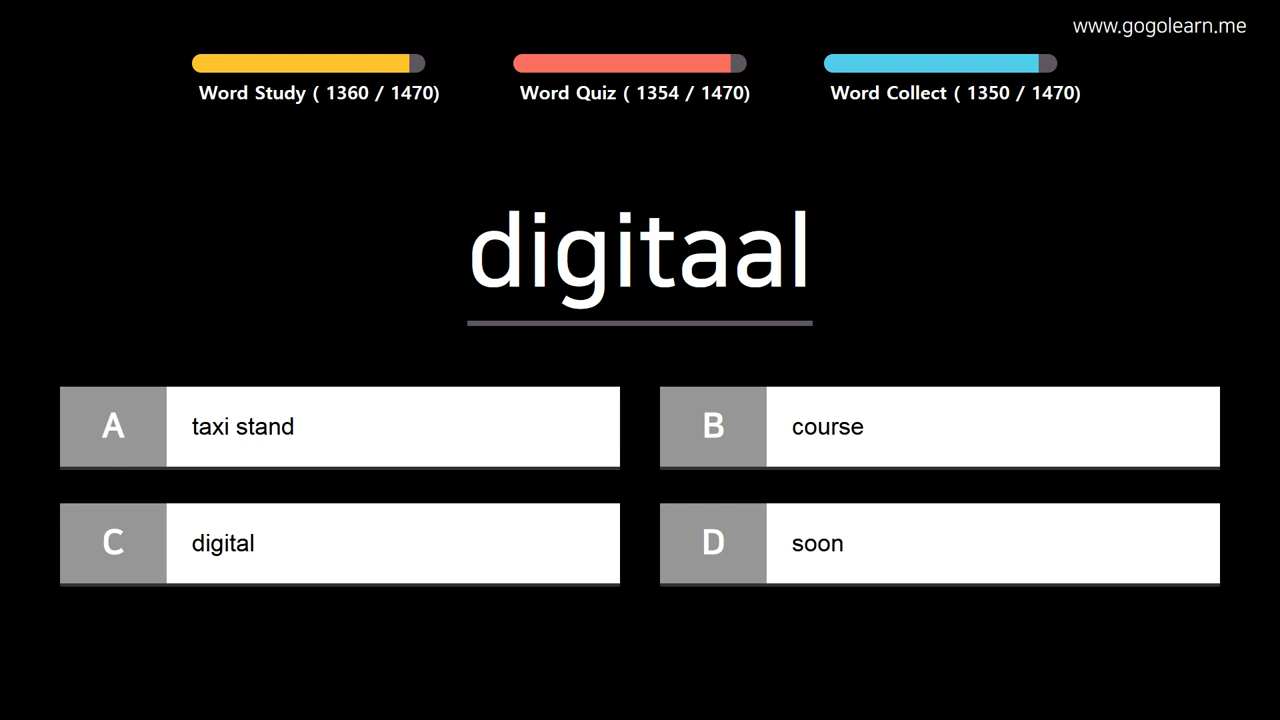 www.gogolearn.me
Word Study ( 1360 / 1470)
Word Quiz ( 1354 / 1470)
Word Collect ( 1350 / 1470)
digitaal
A taxi stand
B course
C digital
D soon